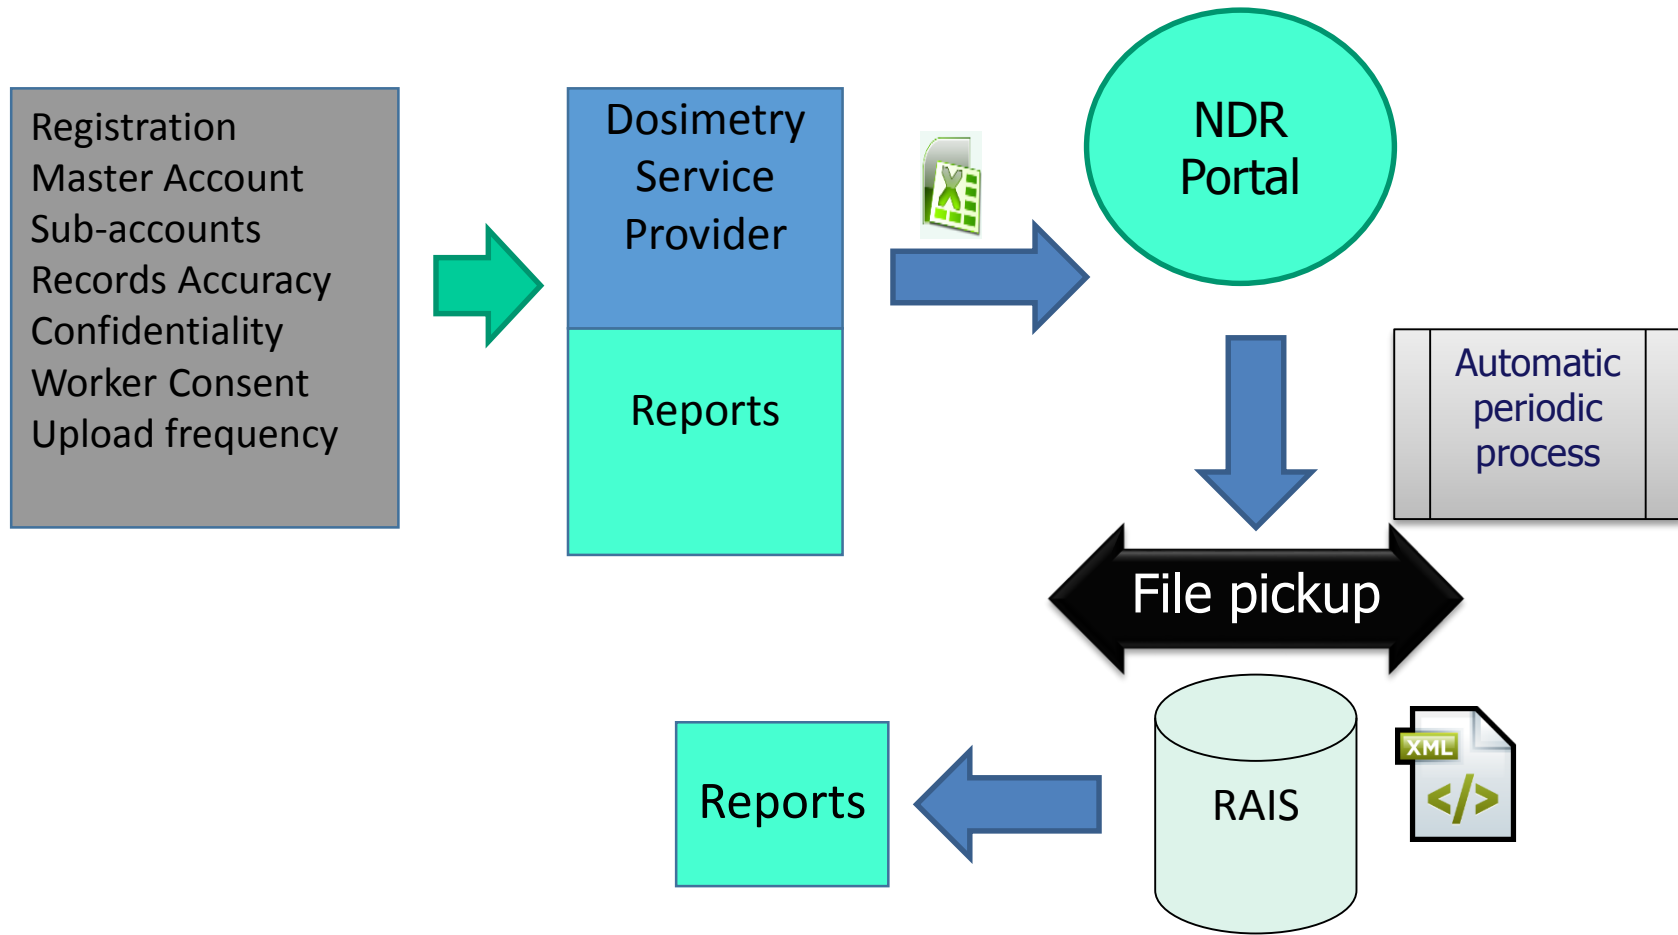 Registration
Master Account
Sub-accounts
Records Accuracy
Confidentiality
Worker Consent
Upload frequency
Dosimetry
Service
Provider
Reports
X
NDR
Portal
Automatic
periodic
process
File pickup
Reports
RAIS
XML
</>